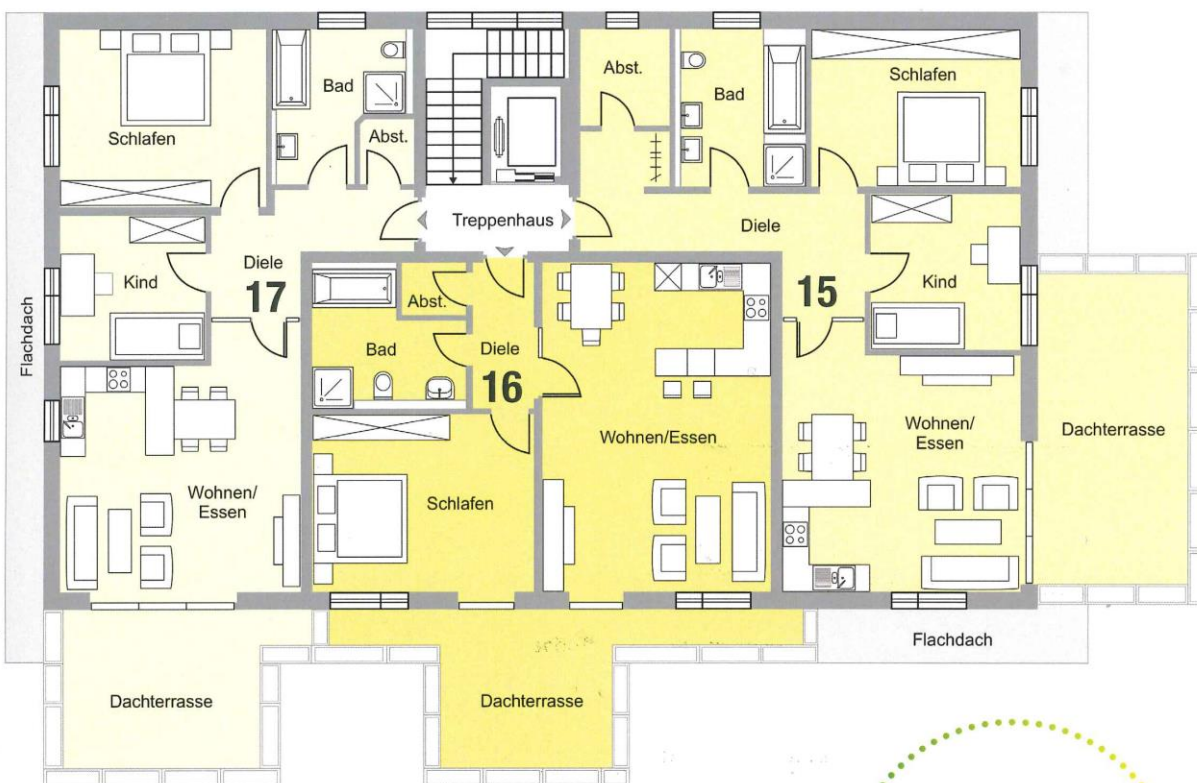 Abst.
Schlafen
Bad
Bad
Schlafen
Abst.
Treppenhaus
Diele
Diele
Kind
17
Abst.
15
Kind
Flachdach
Bad
Diele
16
Wohnen/Essen
Wohnen/
Essen
Dachterrasse
Wohnen/
Essen
Schlafen
Flachdach
Dachterrasse
Dachterrasse